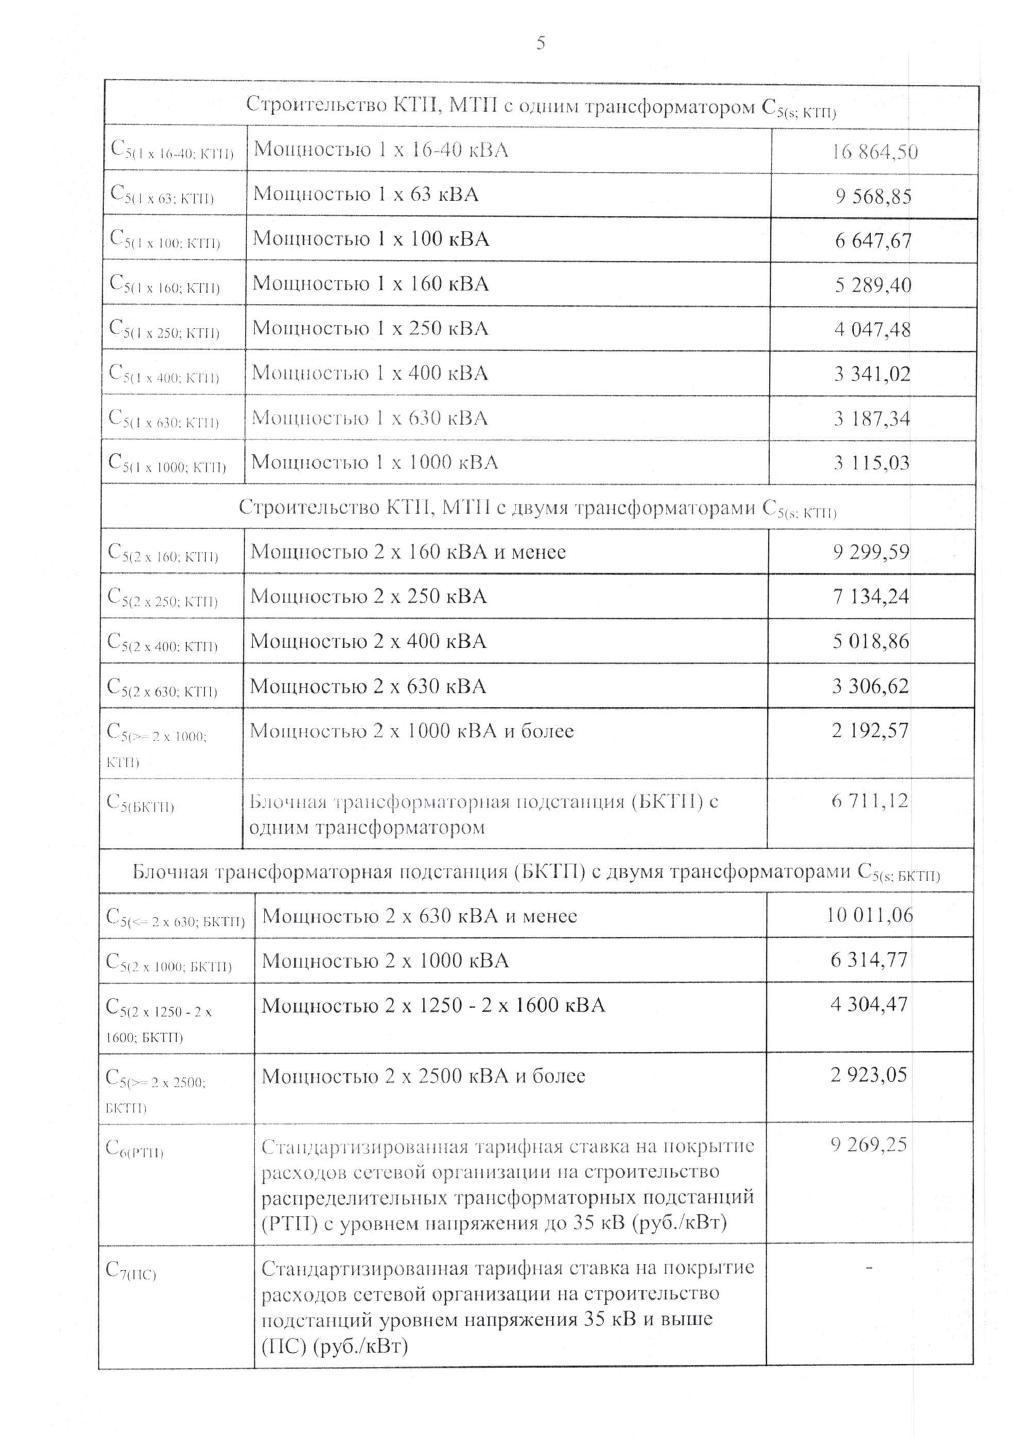 5
Строительство КТП, МТП с одним трансформатором C5(s; КТП)
C5(1 x 16-40; КТП) Мощностью 1 x 16-40 кВА 16 864,50
C5(1 x 63; КТП) Мощностью 1 x 63 кВА 9 568,85
C5(1 x 100; КТП) Мощностью 1 x 100 кВА 6 647,67
C5(1 x 160; КТП) Мощностью 1 x 160 кВА 5 289,40
C5(1 x 250; КТП) Мощностью 1 x 250 кВА 4 047,48
C5(1 x 400; КТП) Мощностью 1 x 400 кВА 3 341,02
C5(1 x 630; КТП) Мощностью 1 x 630 кВА 3 187,34
C5(1 x 1000; КТП) Мощностью 1 x 1000 кВА 3 115,03
Строительство КТП, МТП с двумя трансформаторами C5(s; КТП)
C5(2 x 160; КТП) Мощностью 2 x 160 кВА и менее 9 299,59
C5(2 x 250; КТП) Мощностью 2 x 250 кВА 7 134,24
C5(2 x 400; КТП) Мощностью 2 x 400 кВА 5 018,86
C5(2 x 630; КТП) Мощностью 2 x 630 кВА 3 306,62
C5(>= 2 x 1000; Мощностью 2 x 1000 кВА и более 2 192,57
КТП)
C5(БКТП) Блочная трансформаторная подстанция (БКТП) с 6 711,12
одним трансформатором
Блочная трансформаторная подстанция (БКТП) с двумя трансформаторами C5(s; БКТП)
C5(<= 2 x 630; БКТП) Мощностью 2 x 630 кВА и менее 10 011,06
C5(2 x 1000; БКТП) Мощностью 2 x 1000 кВА 6 314,77
C5(2 x 1250 - 2 x Мощностью 2 x 1250 - 2 x 1600 кВА 4 304,47
1600; БКТП)
C5(>= 2 x 2500; Мощностью 2 x 2500 кВА и более 2 923,05
БКТП)
C6(РТП) Стандартизированная тарифная ставка на покрытие 9 269,25
расходов сетевой организации на строительство
распределительных трансформаторных подстанций
(РТП) с уровнем напряжения до 35 кВ (руб./кВт)
C7(ПС) Стандартизированная тарифная ставка на покрытие -
расходов сетевой организации на строительство
подстанций уровнем напряжения 35 кВ и выше
(ПС) (руб./кВт)